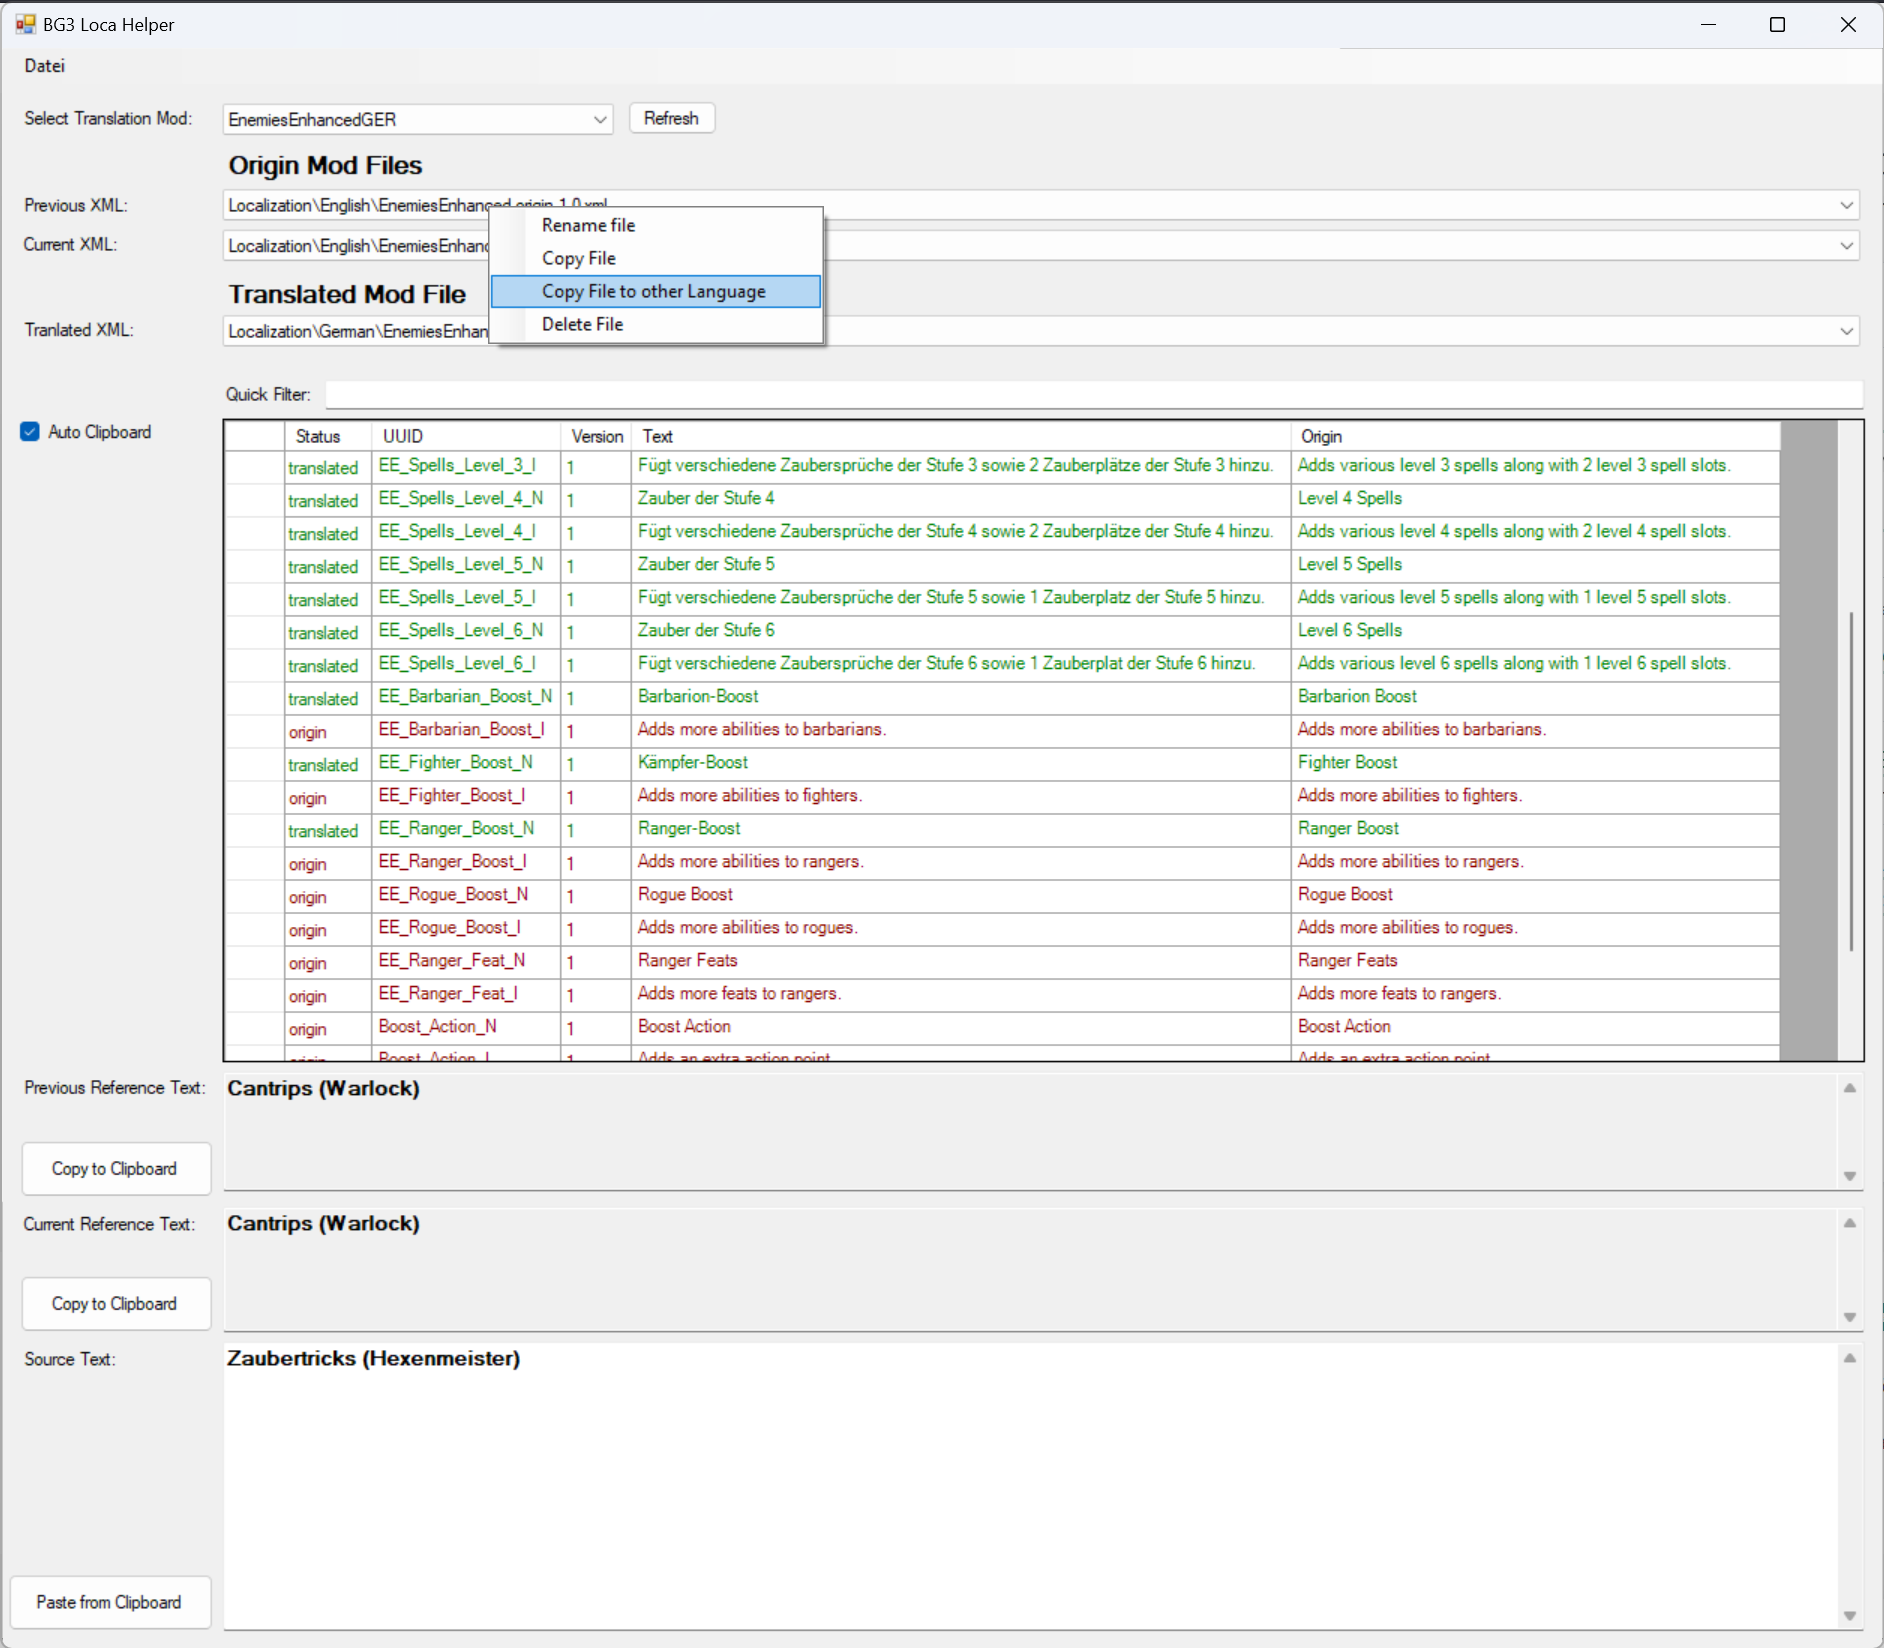 BG3 Loca Helper
Datei
Select Translation Mod: EnemiesEnhancedGER Refresh
Origin Mod Files
Previous XML: Localization\English\EnemiesEnhanced.origin.1.0.xml
Current XML: Localization\English\EnemiesEnhanc
Rename file
Copy File
Copy File to other Language
Delete File
Translated Mod File
Tranlated XML: Localization\German\EnemiesEnhan
Quick Filter:
Auto Clipboard
Status UUID Version Text Origin
translated EE_Spells_Level_3_I 1 Fügt verschiedene Zaubersprüche der Stufe 3 sowie 2 Zauberplätze der Stufe 3 hinzu. Adds various level 3 spells along with 2 level 3 spell slots.
translated EE_Spells_Level_4_N 1 Zauber der Stufe 4 Level 4 Spells
translated EE_Spells_Level_4_I 1 Fügt verschiedene Zaubersprüche der Stufe 4 sowie 2 Zauberplätze der Stufe 4 hinzu. Adds various level 4 spells along with 2 level 4 spell slots.
translated EE_Spells_Level_5_N 1 Zauber der Stufe 5 Level 5 Spells
translated EE_Spells_Level_5_I 1 Fügt verschiedene Zaubersprüche der Stufe 5 sowie 1 Zauberplatz der Stufe 5 hinzu. Adds various level 5 spells along with 1 level 5 spell slots.
translated EE_Spells_Level_6_N 1 Zauber der Stufe 6 Level 6 Spells
translated EE_Spells_Level_6_I 1 Fügt verschiedene Zaubersprüche der Stufe 6 sowie 1 Zauberplat der Stufe 6 hinzu. Adds various level 6 spells along with 1 level 6 spell slots.
translated EE_Barbarian_Boost_N 1 Barbarion-Boost Barbarion Boost
origin EE_Barbarian_Boost_I 1 Adds more abilities to barbarians. Adds more abilities to barbarians.
translated EE_Fighter_Boost_N 1 Kämpfer-Boost Fighter Boost
origin EE_Fighter_Boost_I 1 Adds more abilities to fighters. Adds more abilities to fighters.
translated EE_Ranger_Boost_N 1 Ranger-Boost Ranger Boost
origin EE_Ranger_Boost_I 1 Adds more abilities to rangers. Adds more abilities to rangers.
origin EE_Rogue_Boost_N 1 Rogue Boost Rogue Boost
origin EE_Rogue_Boost_I 1 Adds more abilities to rogues. Adds more abilities to rogues.
origin EE_Ranger_Feat_N 1 Ranger Feats Ranger Feats
origin EE_Ranger_Feat_I 1 Adds more feats to rangers. Adds more feats to rangers.
origin Boost_Action_N 1 Boost Action Boost Action
origin Boost_Action_I 1 Adds an extra action point Adds an extra action point
Previous Reference Text: Cantrips (Warlock)
Copy to Clipboard
Current Reference Text: Cantrips (Warlock)
Copy to Clipboard
Source Text: Zaubertricks (Hexenmeister)
Paste from Clipboard